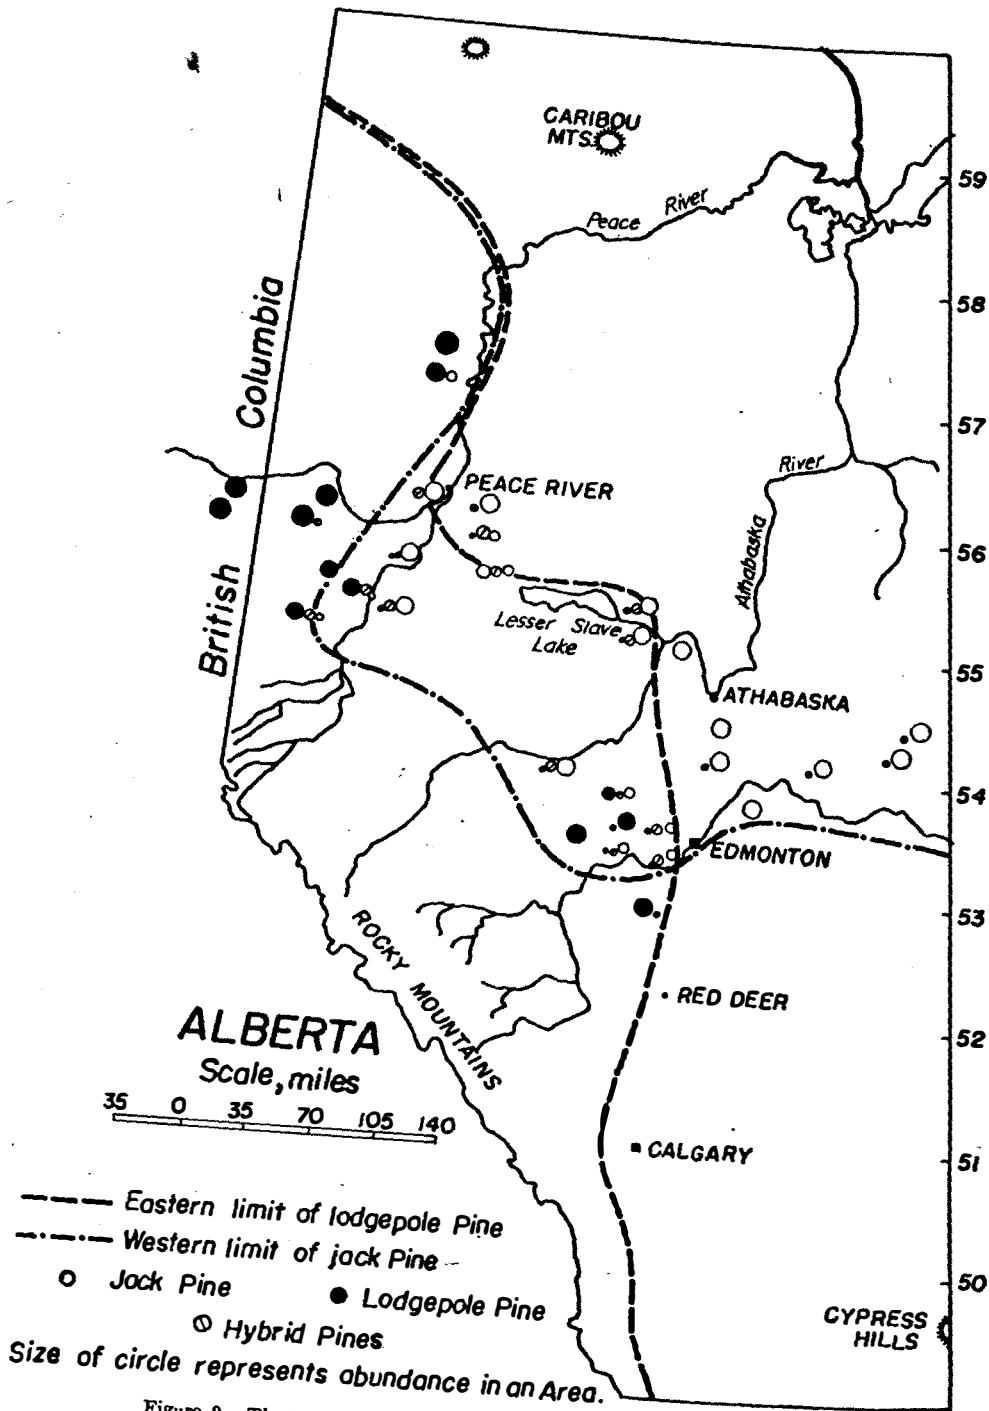 CARIBOU
MTS.
59
Peace River
58
British Columbia
57
PEACE RIVER
River
56
Athabaska
Lesser Slave
Lake
55
ATHABASKA
54
EDMONTON
53
ROCKY MOUNTAINS
RED DEER
ALBERTA
52
Scale, miles
35 0 35 70 105 140
CALGARY
51
Eastern limit of lodgepole Pine
Western limit of jack Pine
50
Jack Pine
Lodgepole Pine
CYPRESS
HILLS
Hybrid Pines
Size of circle represents abundance in an Area.